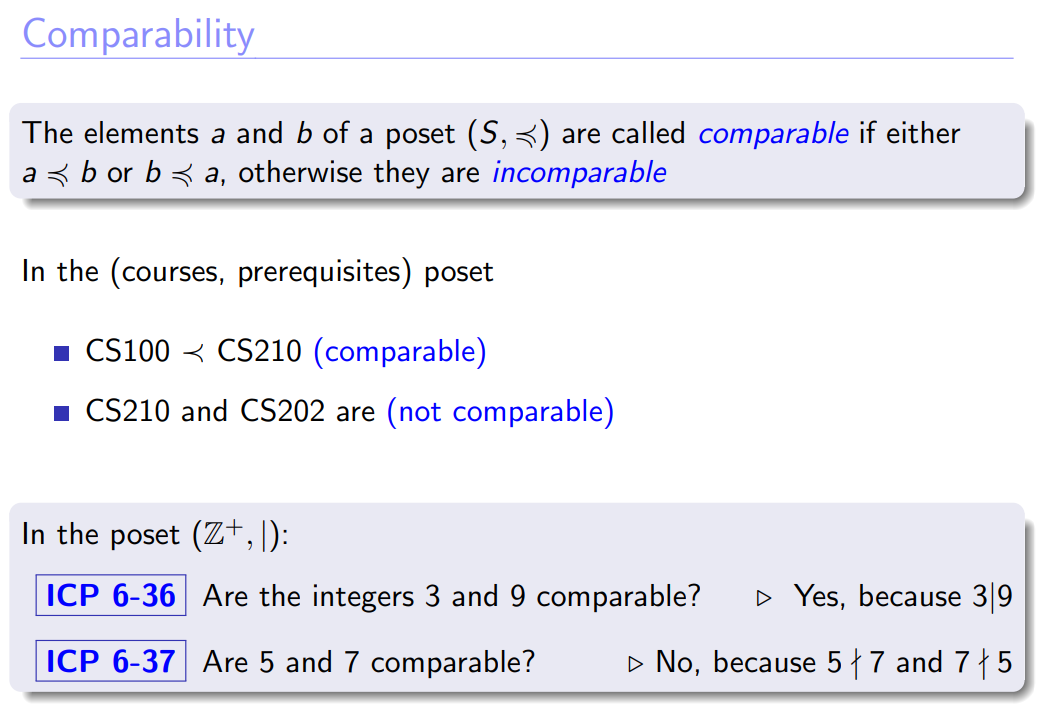 Comparability
The elements a and b of a poset (S, ≼) are called comparable if either
a ≼ b or b ≼ a, otherwise they are incomparable
In the (courses, prerequisites) poset
CS100 ≺ CS210 (comparable)
CS210 and CS202 are (not comparable)
In the poset (ℤ⁺, |):
ICP 6-36 Are the integers 3 and 9 comparable? ▷ Yes, because 3|9
ICP 6-37 Are 5 and 7 comparable? ▷ No, because 5 ∤ 7 and 7 ∤ 5